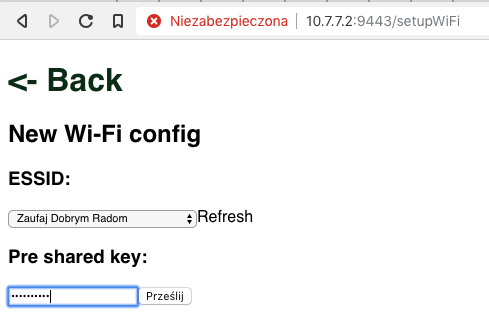 Niezabezpieczona 10.7.7.2:9443/setupWiFi
<- Back
New Wi-Fi config
ESSID:
Zaufaj Dobrym Radom Refresh
Pre shared key:
•••••••••• Prześlij